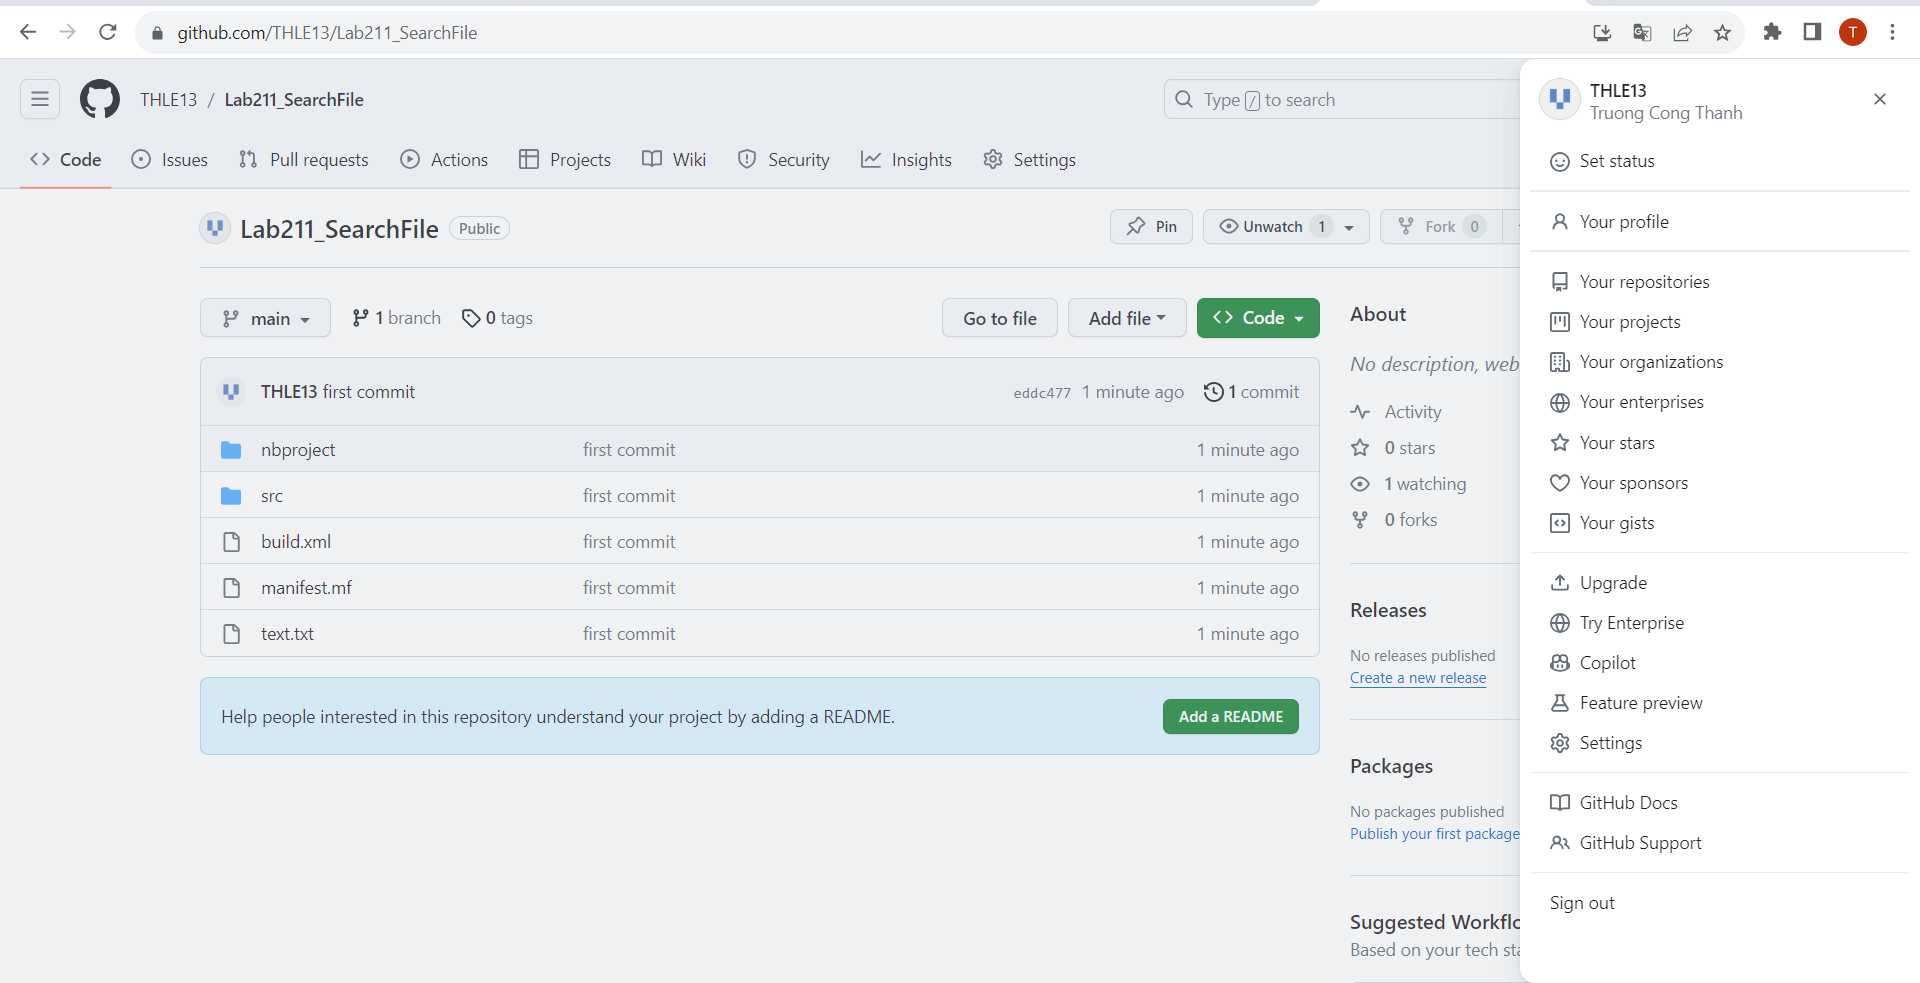 github.com/THLE13/Lab211_SearchFile
T
THLE13 / Lab211_SearchFile
Type / to search
Code
Issues
Pull requests
Actions
Projects
Wiki
Security
Insights
Settings
Lab211_SearchFile Public
Pin
Unwatch 1
Fork 0
main
1 branch
0 tags
Go to file
Add file
Code
THLE13 first commit
eddc477 1 minute ago
1 commit
nbproject first commit 1 minute ago
src first commit 1 minute ago
build.xml first commit 1 minute ago
manifest.mf first commit 1 minute ago
text.txt first commit 1 minute ago
Help people interested in this repository understand your project by adding a README.
Add a README
About
No description, web
Activity
0 stars
1 watching
0 forks
Releases
No releases published
Create a new release
Packages
No packages published
Publish your first package
Suggested Workflo
Based on your tech sta
THLE13
Truong Cong Thanh
Set status
Your profile
Your repositories
Your projects
Your organizations
Your enterprises
Your stars
Your sponsors
Your gists
Upgrade
Try Enterprise
Copilot
Feature preview
Settings
GitHub Docs
GitHub Support
Sign out